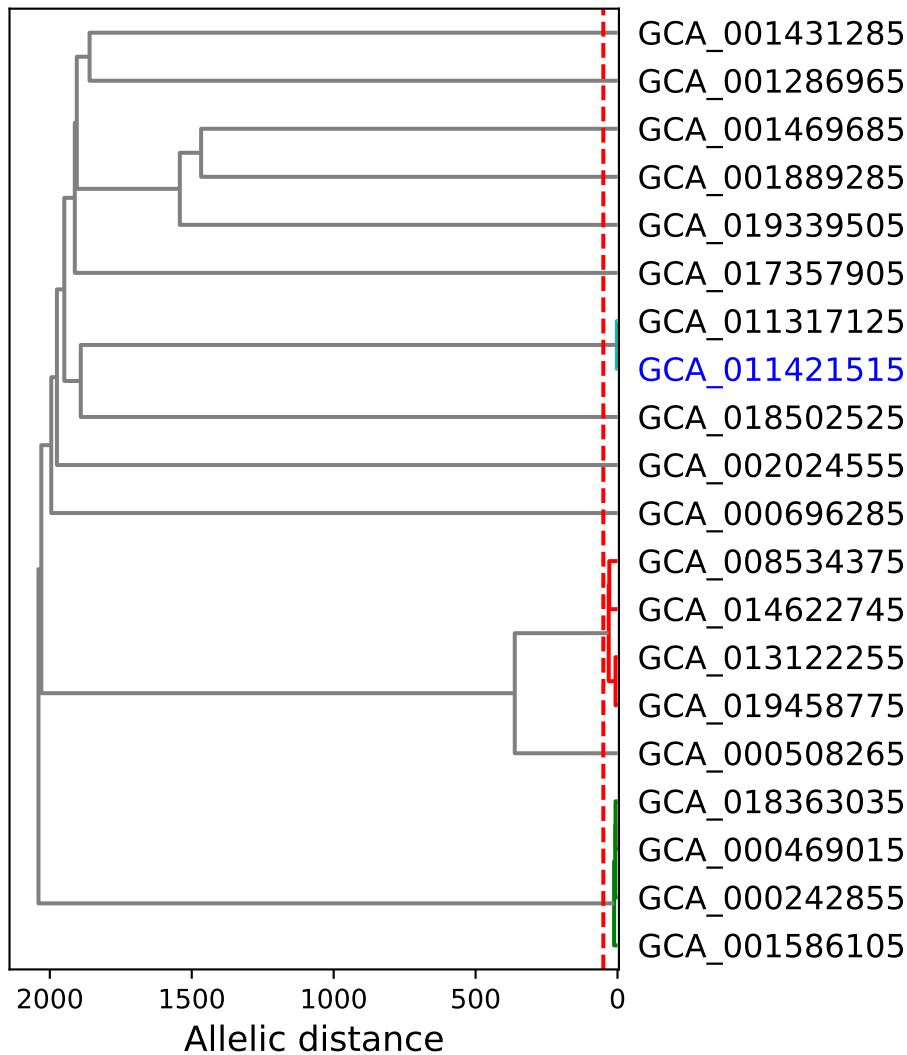 GCA_001431285
GCA_001286965
GCA_001469685
GCA_001889285
GCA_019339505
GCA_017357905
GCA_011317125
GCA_011421515
GCA_018502525
GCA_002024555
GCA_000696285
GCA_008534375
GCA_014622745
GCA_013122255
GCA_019458775
GCA_000508265
GCA_018363035
GCA_000469015
GCA_000242855
GCA_001586105
2000 1500 1000 500 0
Allelic distance